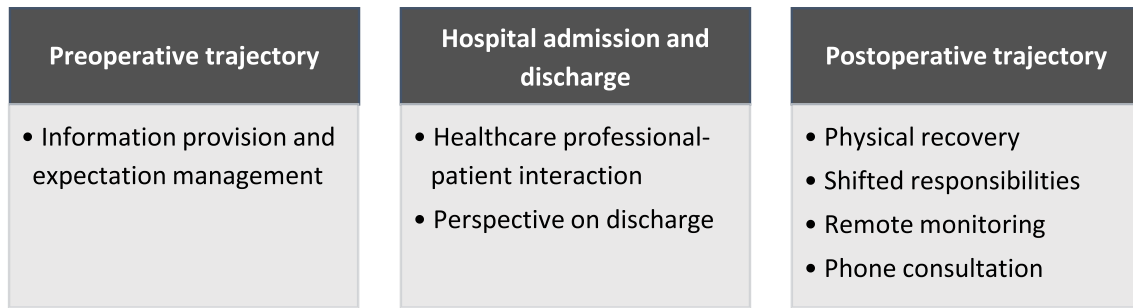 Preoperative trajectory
• Information provision and
expectation management
Hospital admission and
discharge
• Healthcare professional-
patient interaction
• Perspective on discharge
Postoperative trajectory
• Physical recovery
• Shifted responsibilities
• Remote monitoring
• Phone consultation